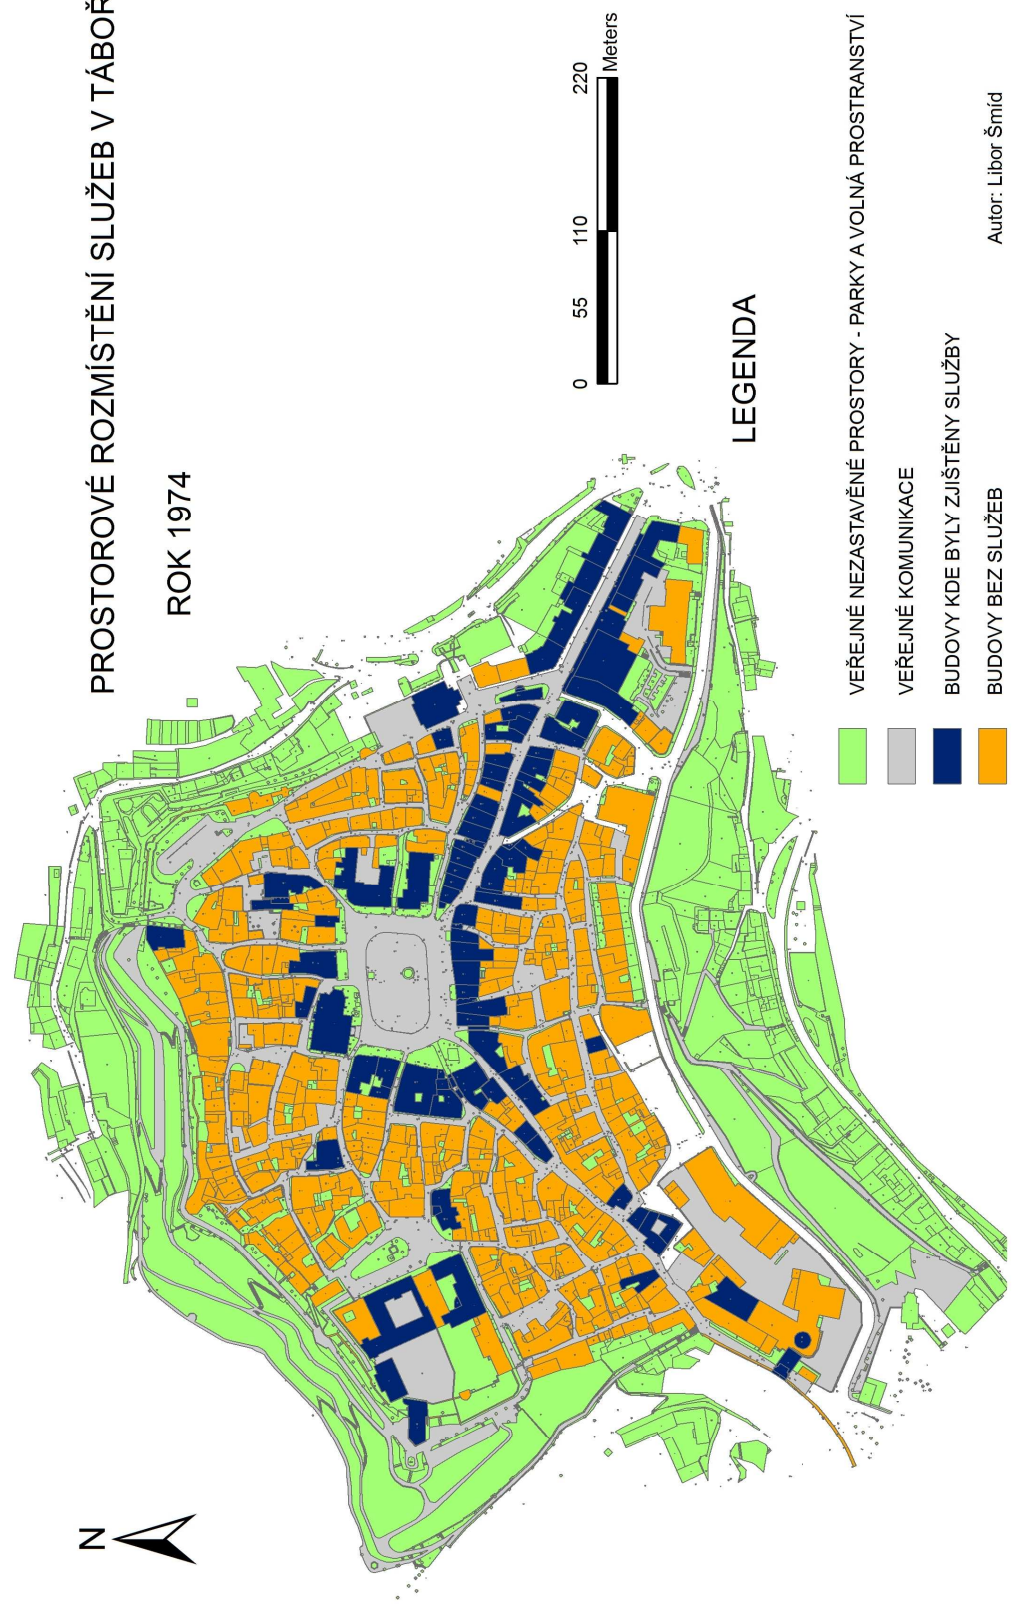 PROSTOROVÉ ROZMÍSTĚNÍ SLUŽEB V TÁBOŘ
ROK 1974
N
0 55 110 220
Meters
LEGENDA
VEŘEJNÉ NEZASTAVĚNÉ PROSTORY - PARKY A VOLNÁ PROSTRANSTVÍ
VEŘEJNÉ KOMUNIKACE
BUDOVY KDE BYLY ZJIŠTĚNY SLUŽBY
BUDOVY BEZ SLUŽEB
Autor: Libor Šmíd